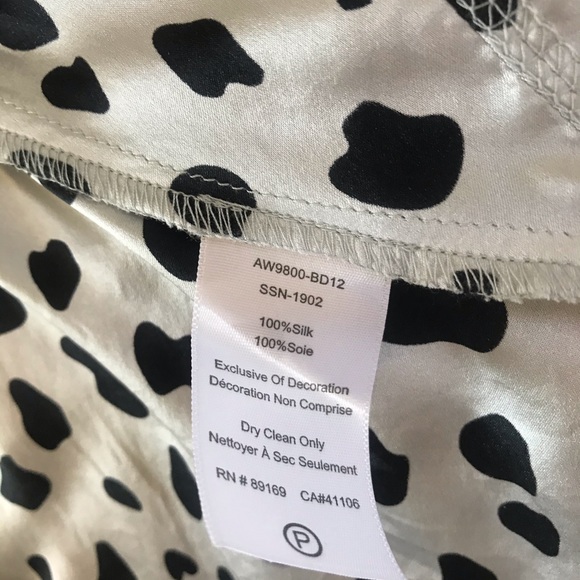 AW9800-BD12
SSN-1902
100%Silk
100%Soie
Exclusive Of Decoration
Décoration Non Comprise
Dry Clean Only
Nettoyer À Sec Seulement
RN # 89169 CA#41106
P